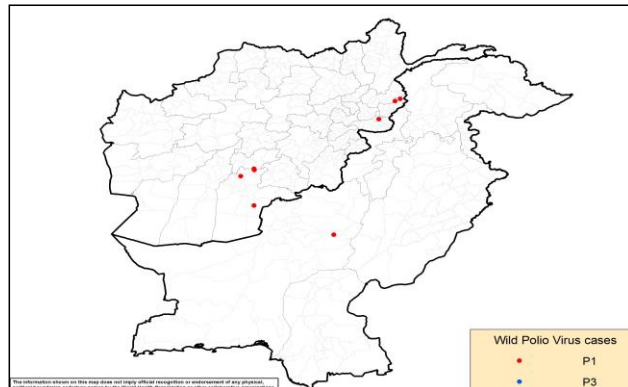 Wild Polio Virus cases
P1
P3
The information shown on this map does not imply official recognition or endorsement of any physical,